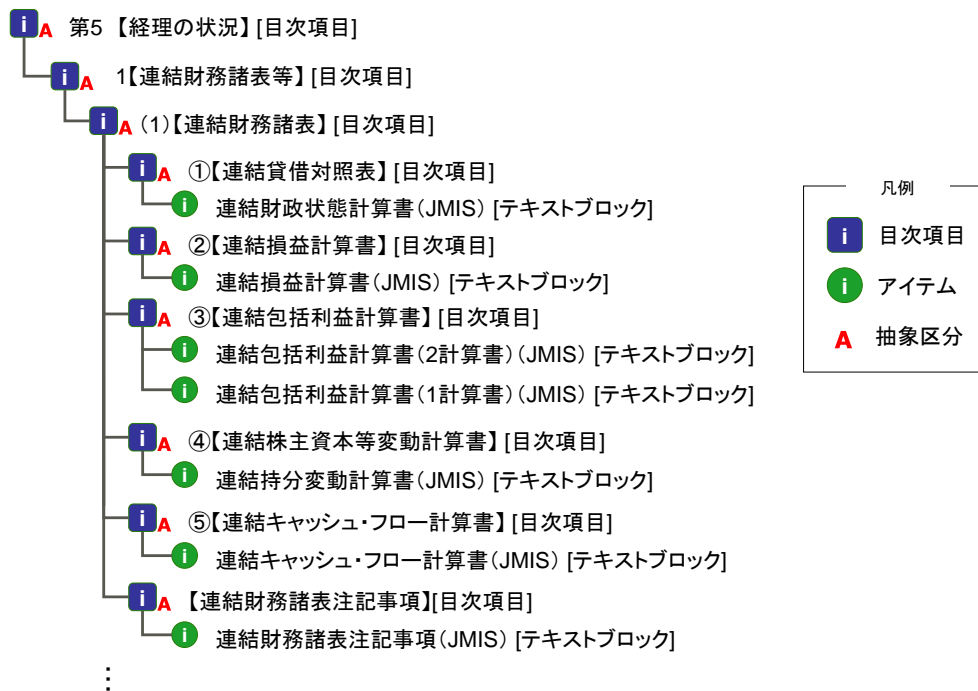 i A 第5 【経理の状況】 [目次項目]
i A 1【連結財務諸表等】 [目次項目]
i A (1)【連結財務諸表】 [目次項目]
i A ①【連結貸借対照表】 [目次項目]
i 連結財政状態計算書(JMIS) [テキストブロック]
i A ②【連結損益計算書】 [目次項目]
i 連結損益計算書(JMIS) [テキストブロック]
i A ③【連結包括利益計算書】 [目次項目]
i 連結包括利益計算書(2計算書)(JMIS) [テキストブロック]
i 連結包括利益計算書(1計算書)(JMIS) [テキストブロック]
i A ④【連結株主資本等変動計算書】 [目次項目]
i 連結持分変動計算書(JMIS) [テキストブロック]
i A ⑤【連結キャッシュ・フロー計算書】 [目次項目]
i 連結キャッシュ・フロー計算書(JMIS) [テキストブロック]
i A 【連結財務諸表注記事項】[目次項目]
i 連結財務諸表注記事項(JMIS) [テキストブロック]
⋮
凡例
i 目次項目
i アイテム
A 抽象区分